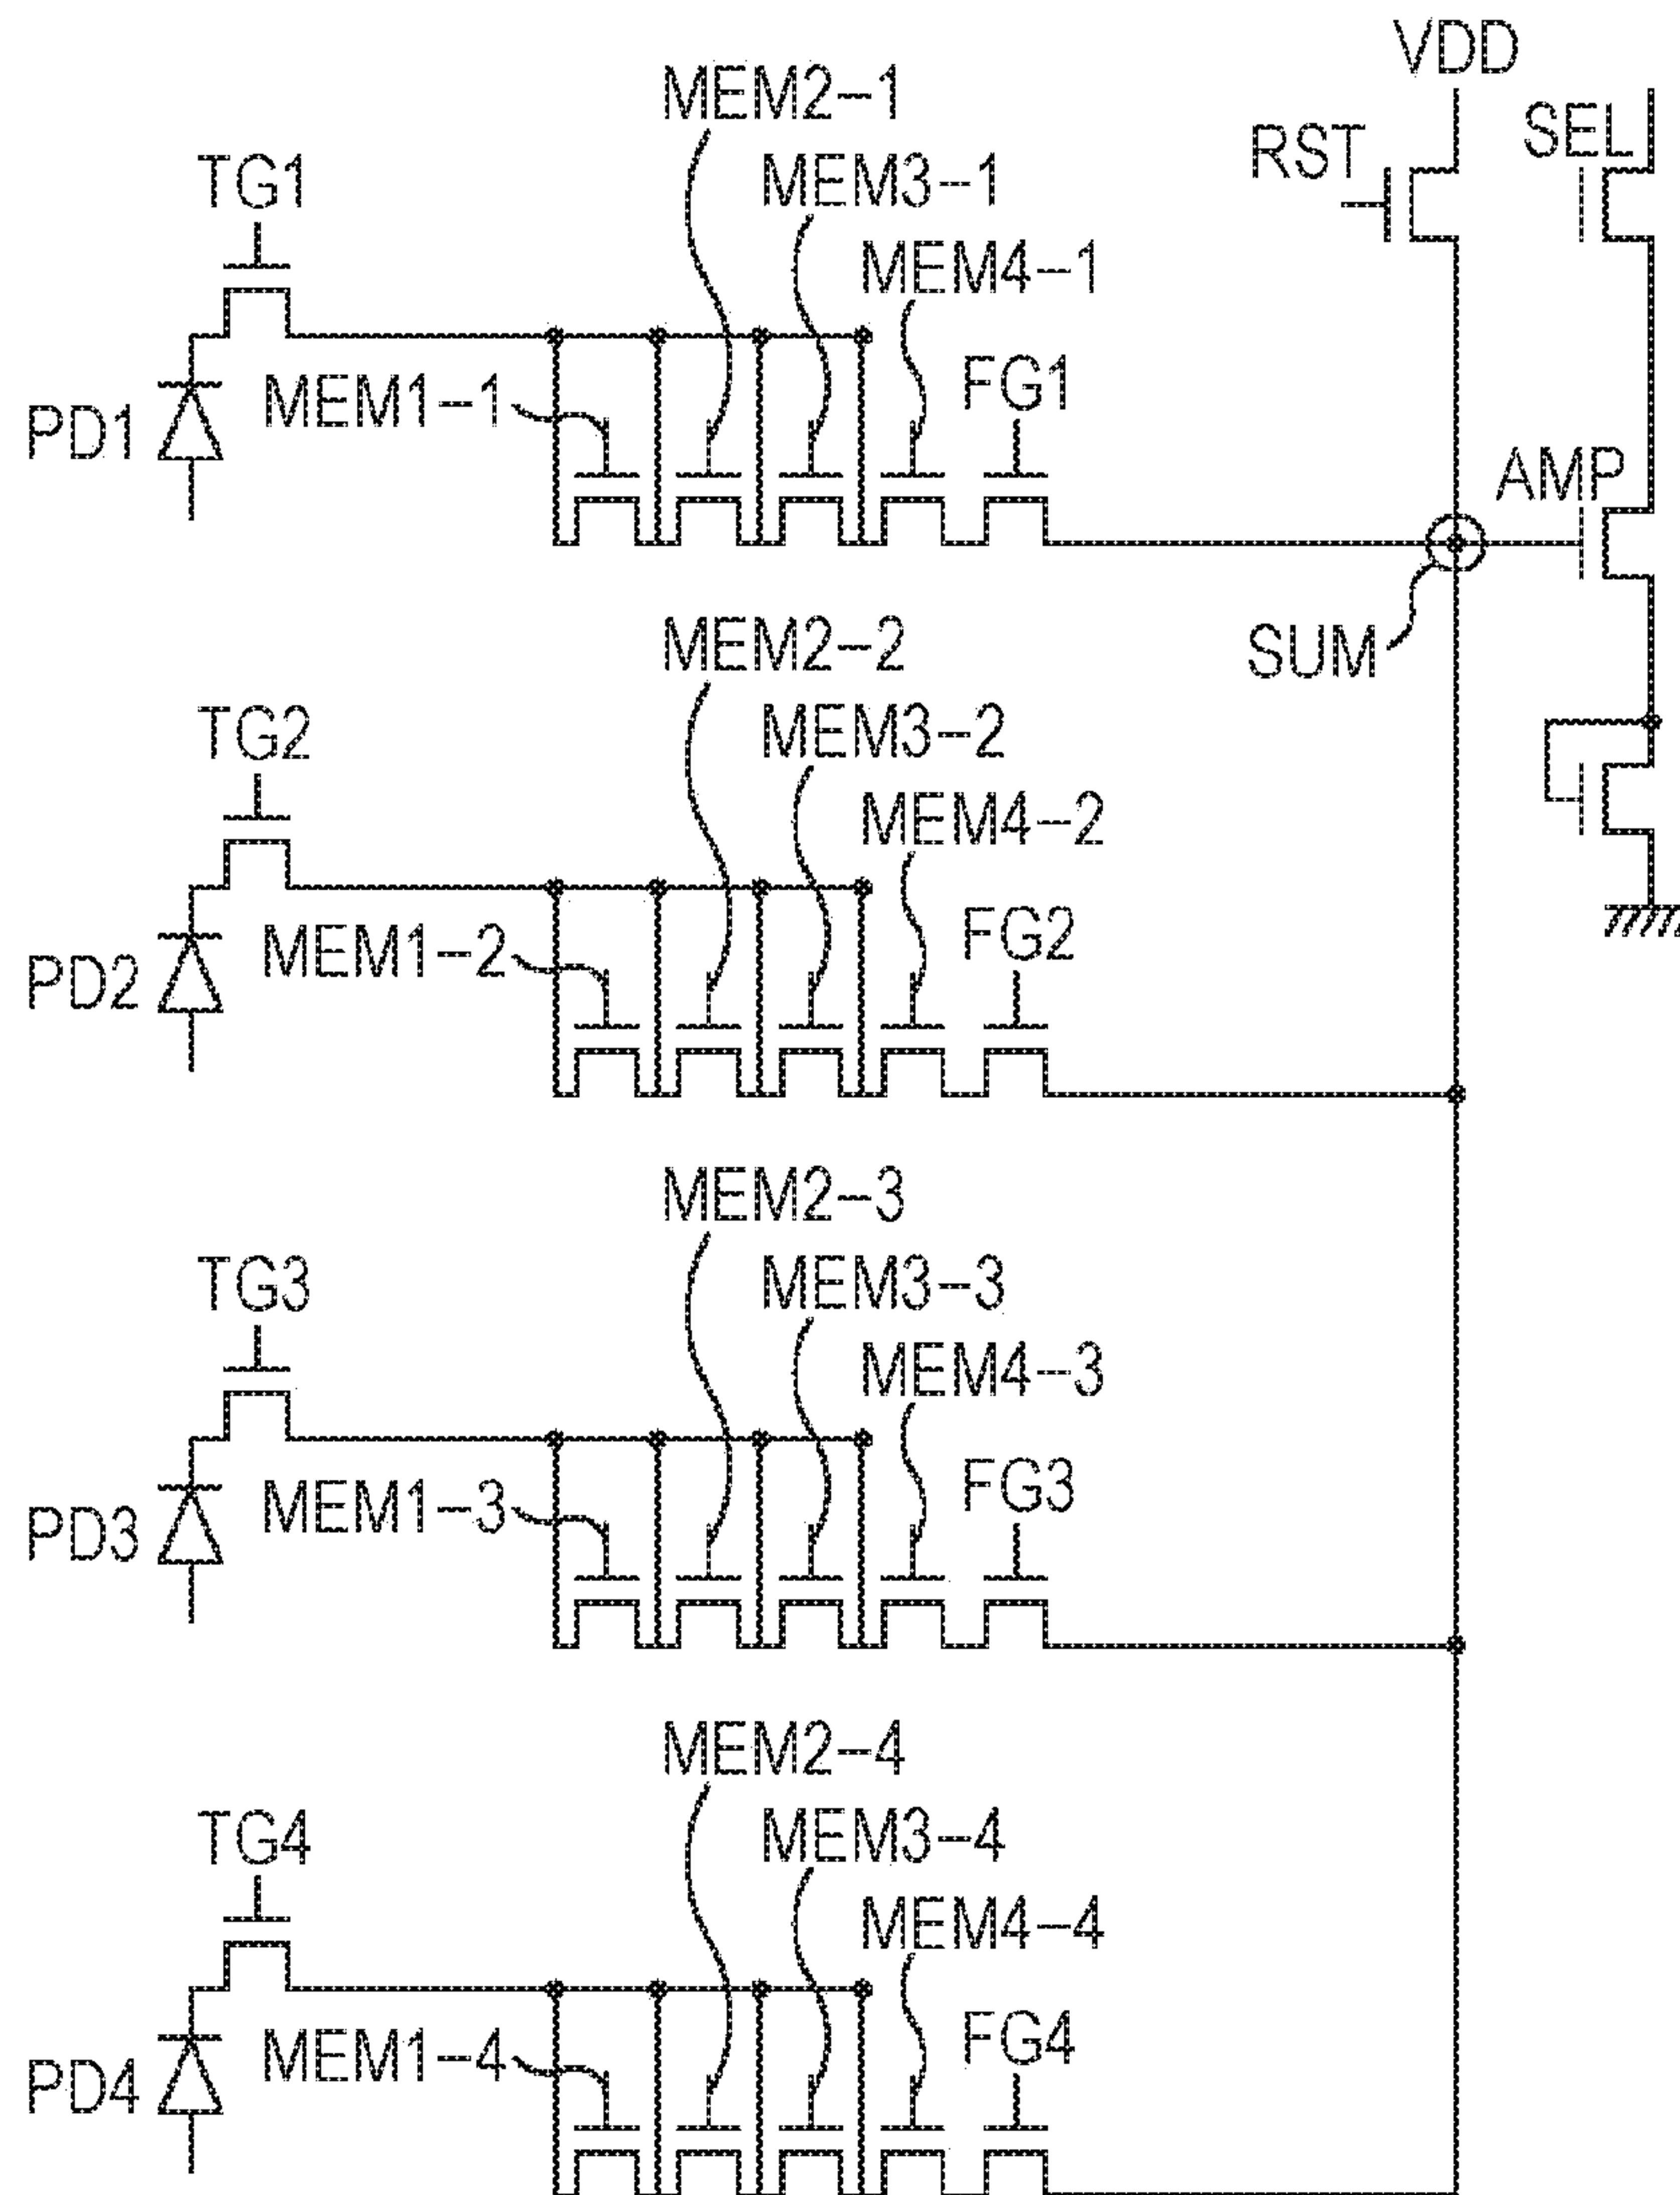 VDD
MEM2-1
SEL
RST
MEM3-1
TG1
MEM4-1
FG1
MEM1-1
PD1
AMP
SUM
MEM2-2
TG2
MEM3-2
MEM4-2
FG2
MEM1-2
PD2
MEM2-3
TG3
MEM3-3
MEM4-3
FG3
MEM1-3
PD3
MEM2-4
TG4
MEM3-4
MEM4-4
FG4
MEM1-4
PD4